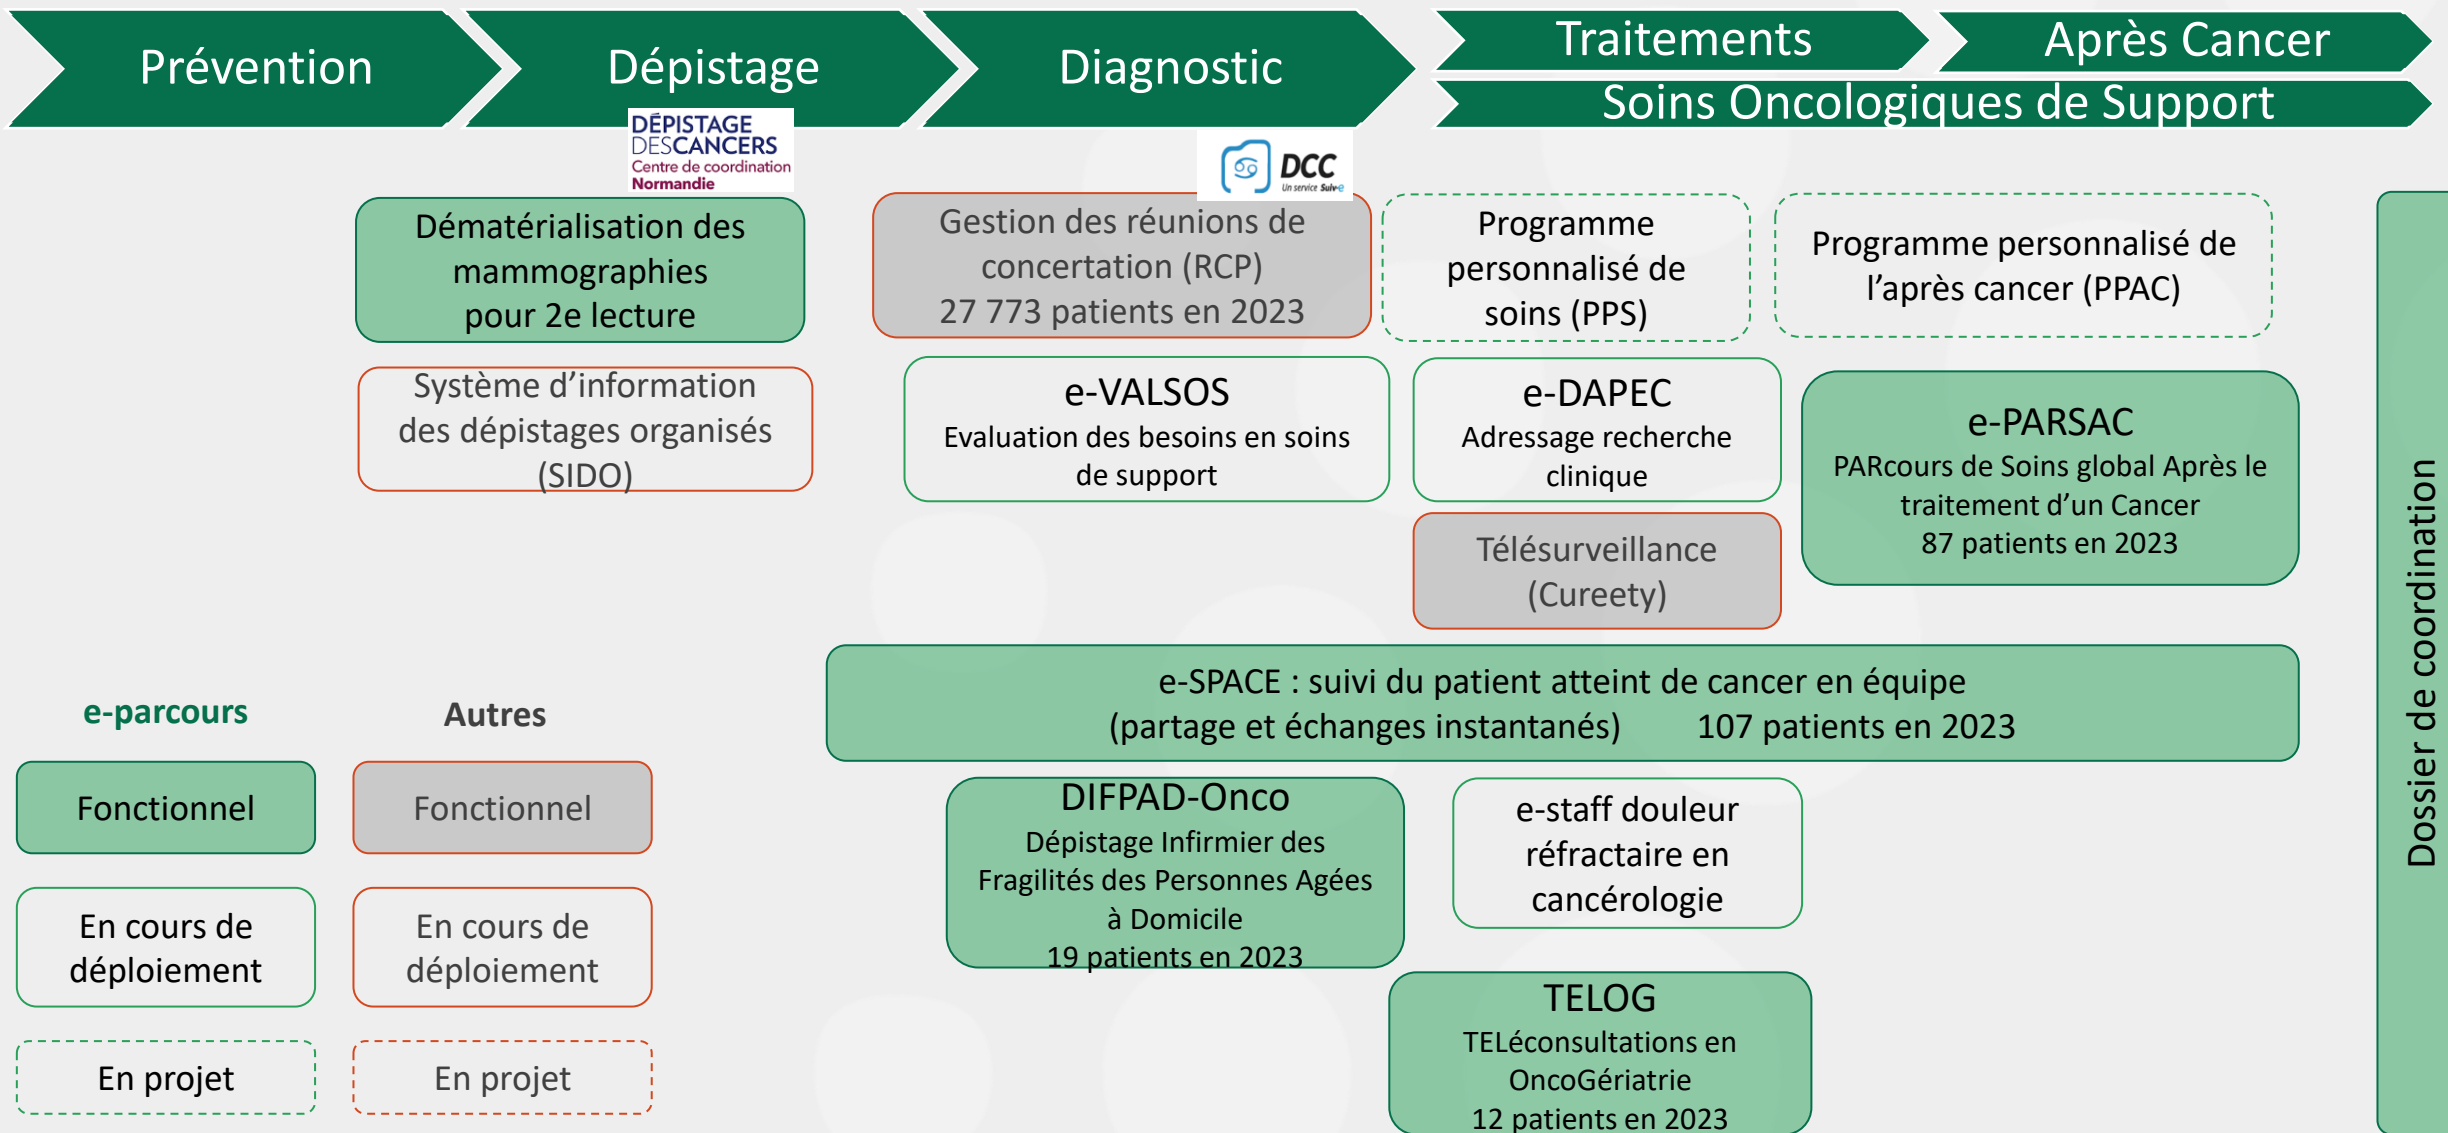 Prévention
Dépistage
Diagnostic
Traitements
Après Cancer
Soins Oncologiques de Support
DÉPISTAGE
DESCANCERS
Centre de coordination
Normandie
DCC
Un service Suiv-e
Dématérialisation des
mammographies
pour 2e lecture
Gestion des réunions de
concertation (RCP)
27 773 patients en 2023
Programme
personnalisé de
soins (PPS)
Programme personnalisé de
l’après cancer (PPAC)
Système d’information
des dépistages organisés
(SIDO)
e-VALSOS
Evaluation des besoins en soins
de support
e-DAPEC
Adressage recherche
clinique
e-PARSAC
PARcours de Soins global Après le
traitement d’un Cancer
87 patients en 2023
Télésurveillance
(Cureety)
e-SPACE : suivi du patient atteint de cancer en équipe
(partage et échanges instantanés) 107 patients en 2023
DIFPAD-Onco
Dépistage Infirmier des
Fragilités des Personnes Agées
à Domicile
19 patients en 2023
e-staff douleur
réfractaire en
cancérologie
TELOG
TELéconsultations en
OncoGériatrie
12 patients en 2023
Dossier de coordination
e-parcours
Autres
Fonctionnel
Fonctionnel
En cours de
déploiement
En cours de
déploiement
En projet
En projet